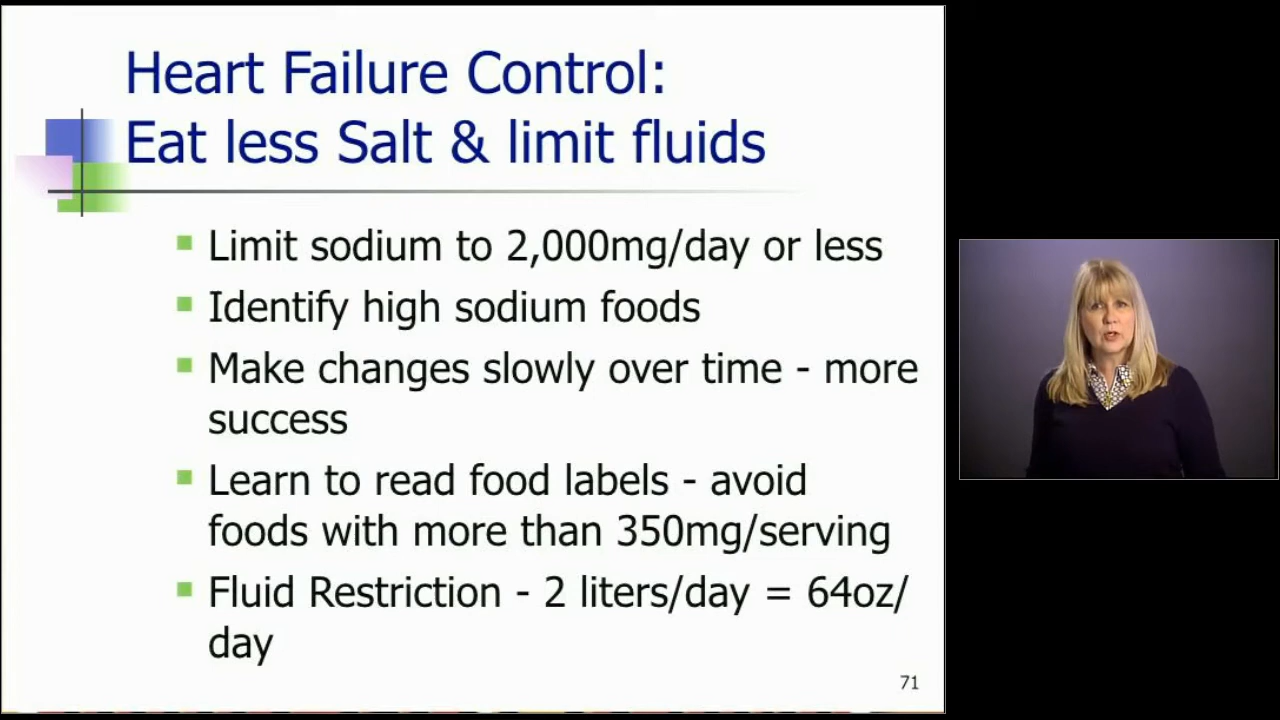 Heart Failure Control:
Eat less Salt & limit fluids
Limit sodium to 2,000mg/day or less
Identify high sodium foods
Make changes slowly over time - more
success
Learn to read food labels - avoid
foods with more than 350mg/serving
Fluid Restriction - 2 liters/day = 64oz/
day
71